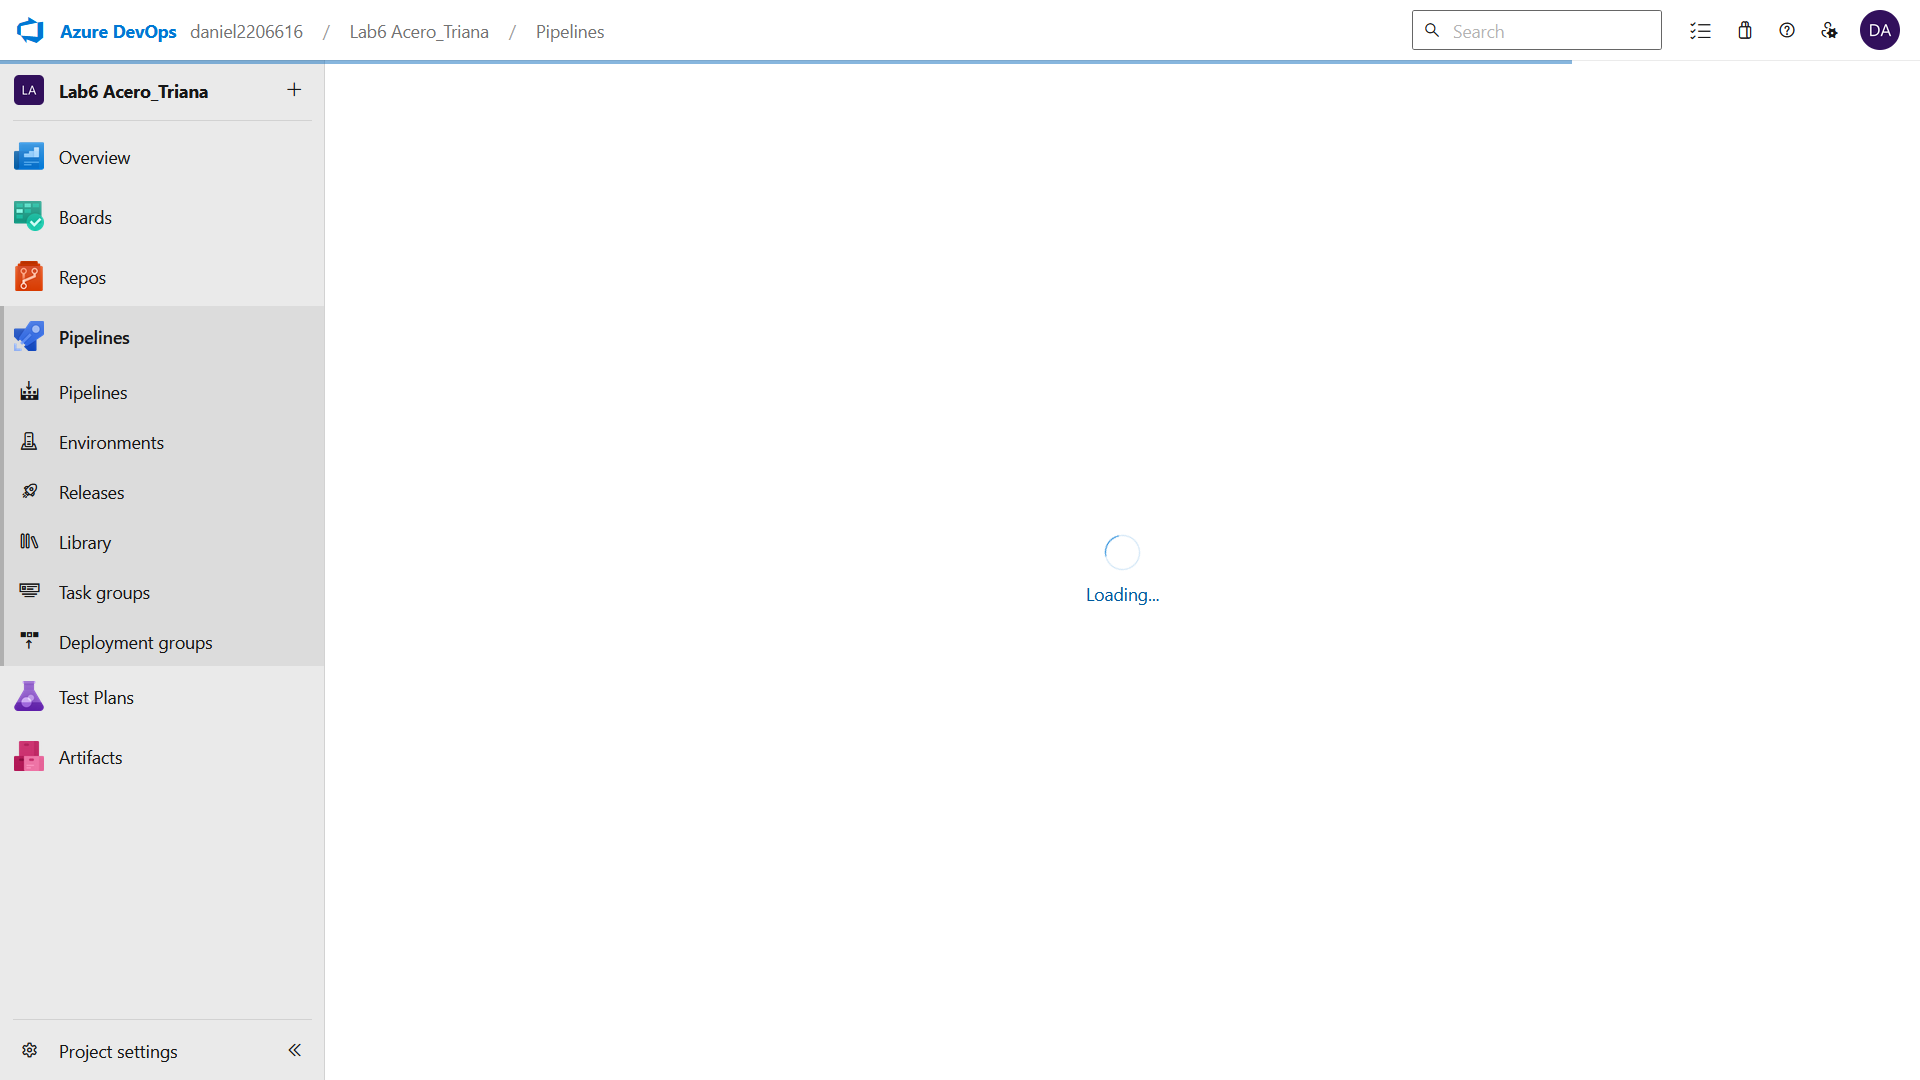 Azure DevOps daniel2206616 / Lab6 Acero_Triana / Pipelines
Search
DA
LA Lab6 Acero_Triana
Overview
Boards
Repos
Pipelines
Pipelines
Environments
Releases
Library
Task groups
Deployment groups
Test Plans
Artifacts
Loading...
Project settings